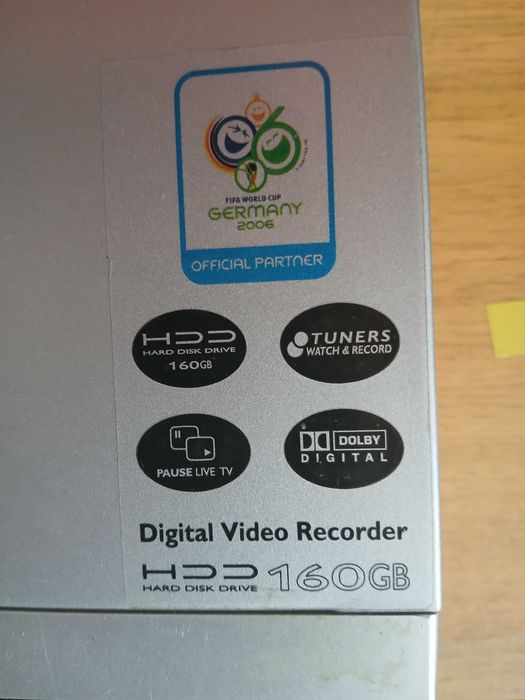 FIFA WORLD CUP
GERMANY
2006
OFFICIAL PARTNER
HDD
HARD DISK DRIVE
160GB
2 TUNERS
WATCH & RECORD
PAUSE LIVE TV
DOLBY
DIGITAL
Digital Video Recorder
HDD 160GB
HARD DISK DRIVE